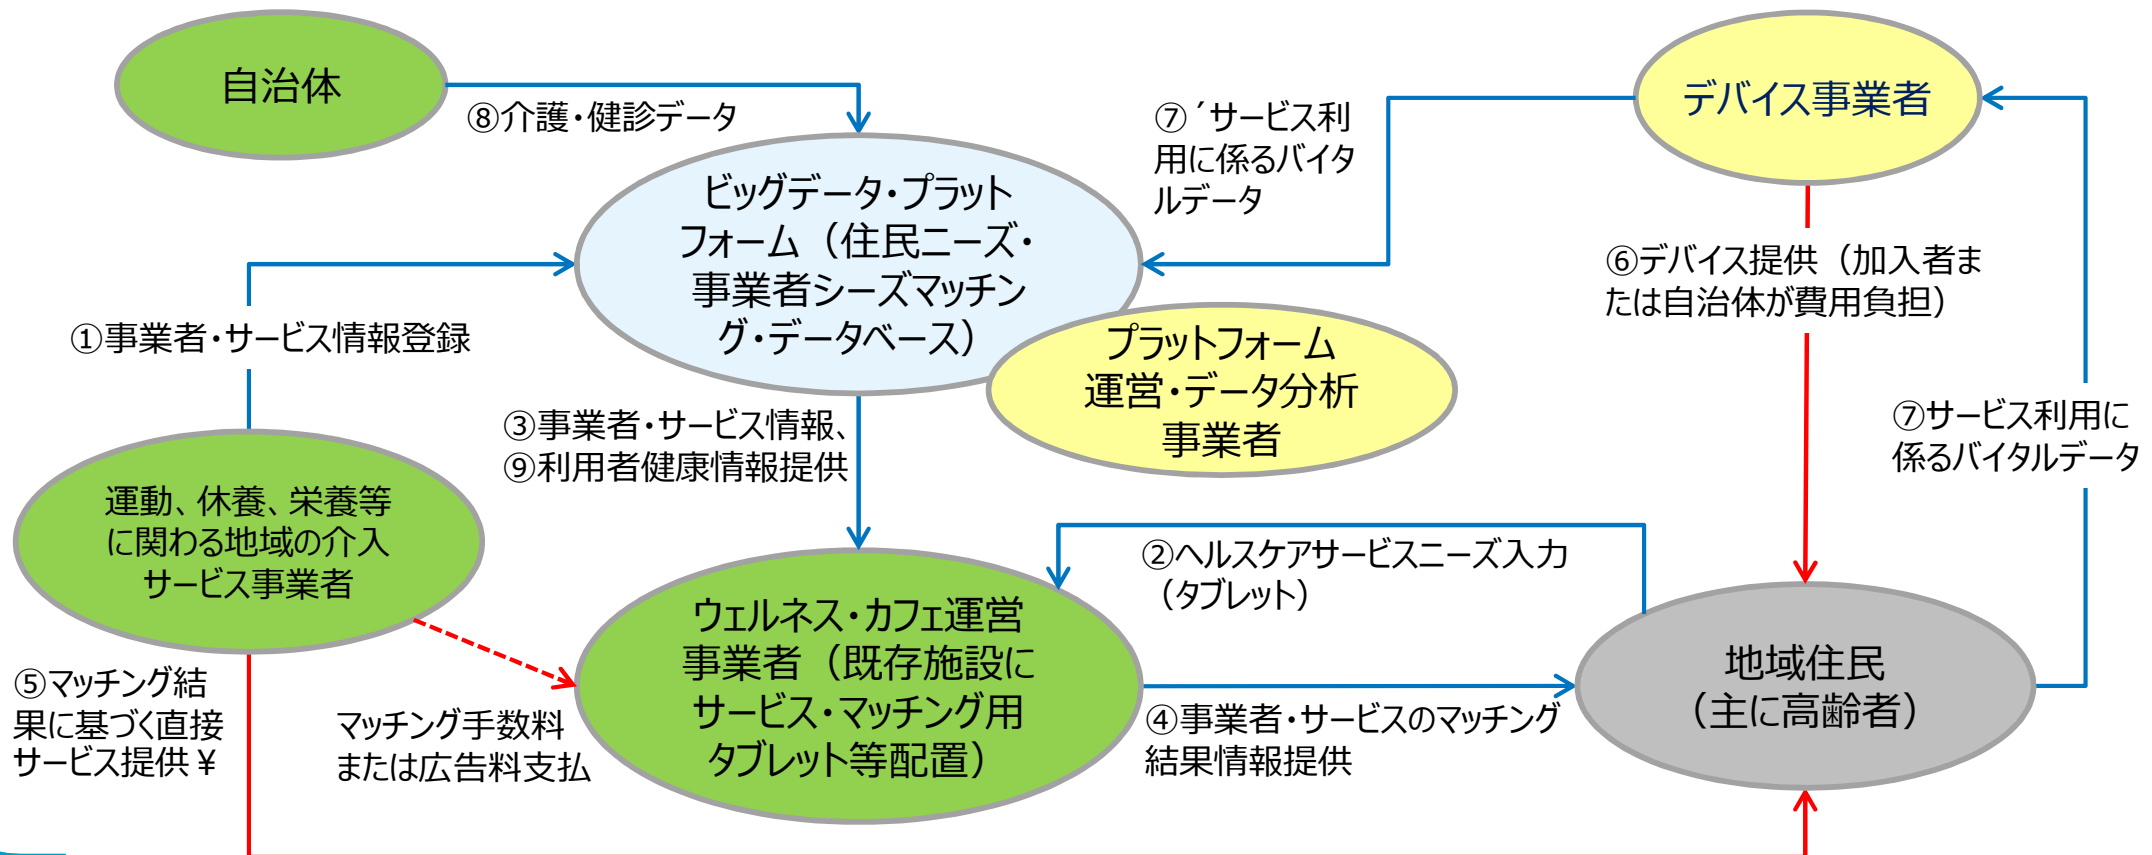 自治体
⑧介護・健診データ
デバイス事業者
⑦´サービス利
用に係るバイタ
ルデータ
ビッグデータ・プラット
フォーム（住民ニーズ・
事業者シーズマッチン
グ・データベース）
⑥デバイス提供（加入者ま
たは自治体が費用負担）
①事業者・サービス情報登録
プラットフォーム
運営・データ分析
事業者
③事業者・サービス情報、
⑨利用者健康情報提供
⑦サービス利用に
係るバイタルデータ
運動、休養、栄養等
に関わる地域の介入
サービス事業者
②ヘルスケアサービスニーズ入力
（タブレット）
ウェルネス・カフェ運営
事業者（既存施設に
サービス・マッチング用
タブレット等配置）
地域住民
（主に高齢者）
⑤マッチング結
果に基づく直接
サービス提供￥
マッチング手数料
または広告料支払
④事業者・サービスのマッチング
結果情報提供